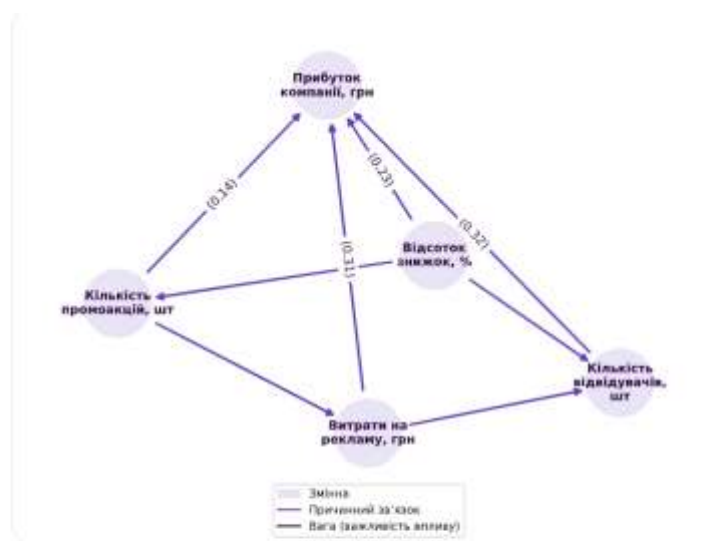 Прибуток
компанії, грн
(0.14)
(0.23)
(0.32)
(0.31)
Відсоток
знижок, %
Кількість
промоакцій, шт
Кількість
відвідувачів,
шт
Витрати на
рекламу, грн
Змінна
Причинний зв'язок
Вага (важливість впливу)